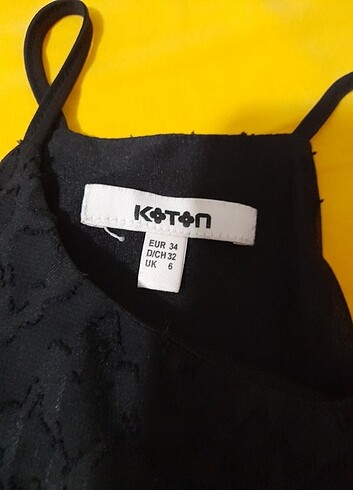 KOTON
EUR 34
D/CH 32
UK 6